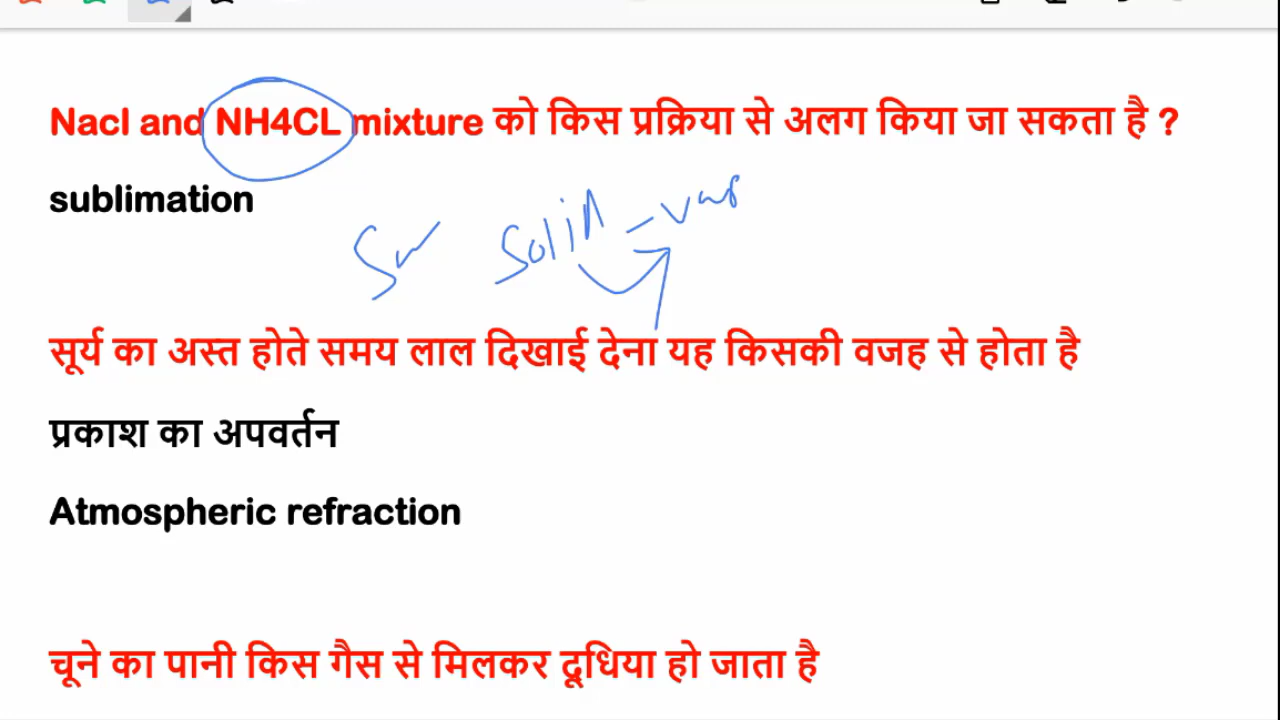 Nacl and NH4CL mixture को किस प्रक्रिया से अलग किया जा सकता है ?
sublimation
Solid
सूर्य का अस्त होते समय लाल दिखाई देना यह किसकी वजह से होता है
प्रकाश का अपवर्तन
Atmospheric refraction
चूने का पानी किस गैस से मिलकर दूधिया हो जाता है